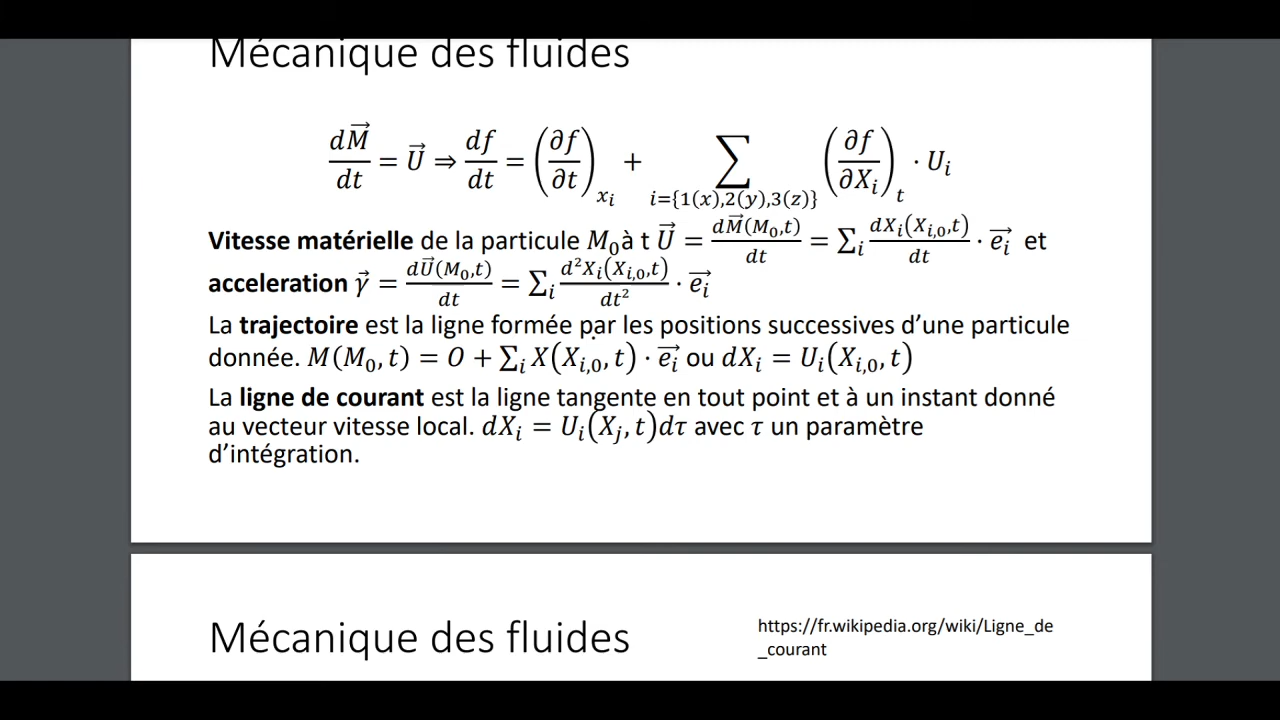 Mécanique des fluides
dM⃗/dt = U⃗ ⇒ df/dt = (∂f/∂t)_{x_i} + ∑_{i={1(x),2(y),3(z)}} (∂f/∂X_i)_t · U_i
Vitesse matérielle de la particule M₀à t U⃗ = dM⃗(M₀,t)/dt = ∑_i dX_i(X_{i,0},t)/dt · e_i⃗ et
acceleration γ⃗ = dU⃗(M₀,t)/dt = ∑_i d²X_i(X_{i,0},t)/dt² · e_i⃗
La trajectoire est la ligne formée par les positions successives d’une particule
donnée. M(M₀, t) = O + ∑_i X(X_{i,0}, t) · e_i⃗ ou dX_i = U_i(X_{i,0}, t)
La ligne de courant est la ligne tangente en tout point et à un instant donné
au vecteur vitesse local. dX_i = U_i(X_j, t)dτ avec τ un paramètre
d’intégration.
Mécanique des fluides
https://fr.wikipedia.org/wiki/Ligne_de
_courant